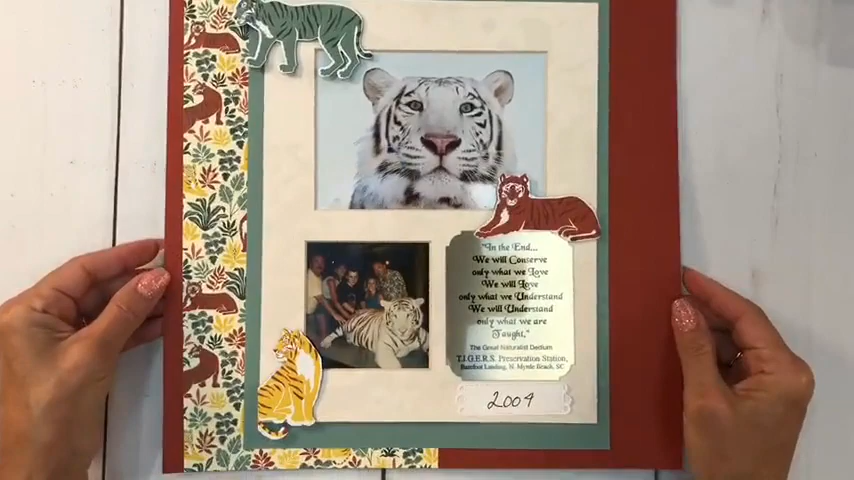 "In the End...
We will Conserve
only what we Love
We will Love
only what we Understand
We will Understand
only what we are
Taught,"
The Great Naturalist Dedium
T.I.G.E.R.S. Preservation Station,
Barefoot Landing, N. Myrtle Beach, SC
2004